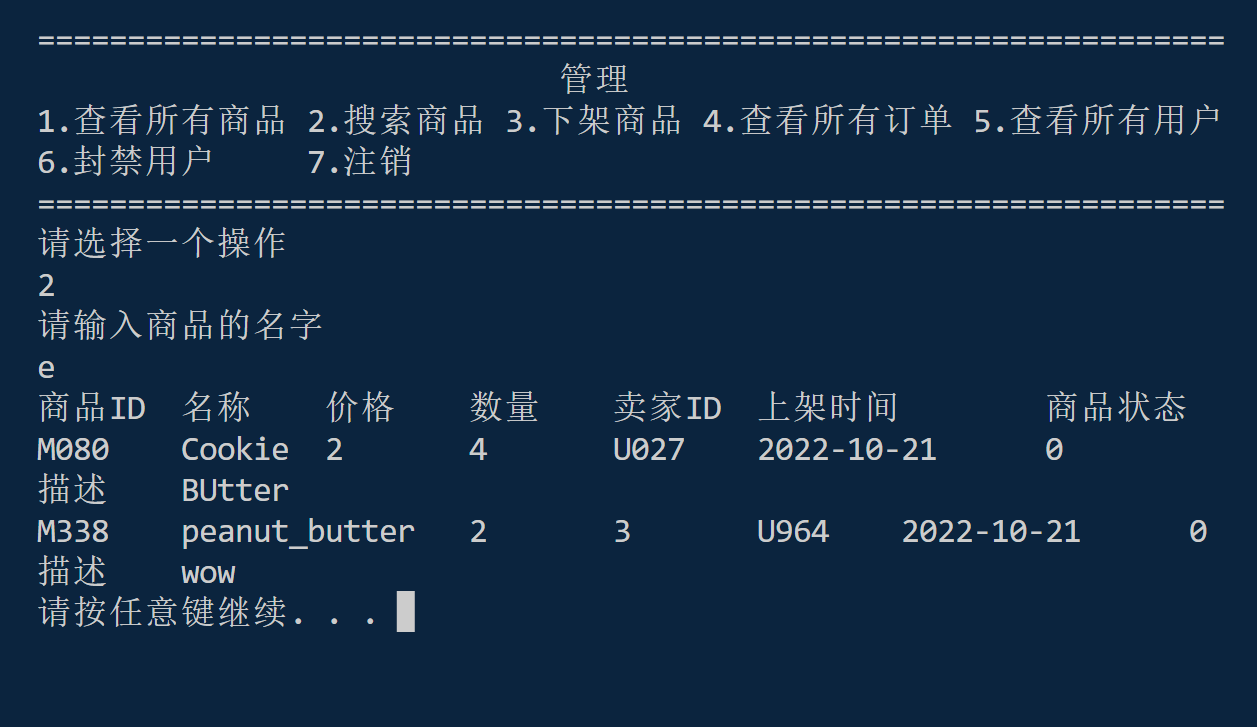 ==================================================================
管理
1.查看所有商品 2.搜索商品 3.下架商品 4.查看所有订单 5.查看所有用户
6.封禁用户     7.注销
==================================================================
请选择一个操作
2
请输入商品的名字
e
商品ID  名称    价格    数量    卖家ID  上架时间        商品状态
M080    Cookie  2       4       U027    2022-10-21      0
描述    BUtter
M338    peanut_butter   2       3       U964    2022-10-21      0
描述    wow
请按任意键继续. . .